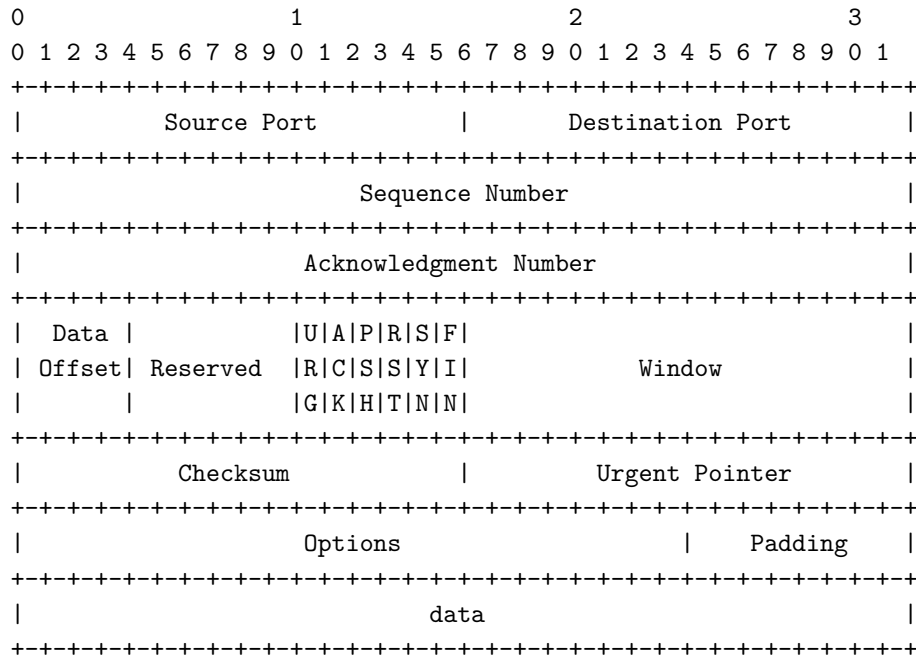 0                   1                   2                   3
0 1 2 3 4 5 6 7 8 9 0 1 2 3 4 5 6 7 8 9 0 1 2 3 4 5 6 7 8 9 0 1
+-+-+-+-+-+-+-+-+-+-+-+-+-+-+-+-+-+-+-+-+-+-+-+-+-+-+-+-+-+-+-+-+
|          Source Port          |       Destination Port        |
+-+-+-+-+-+-+-+-+-+-+-+-+-+-+-+-+-+-+-+-+-+-+-+-+-+-+-+-+-+-+-+-+
|                        Sequence Number                        |
+-+-+-+-+-+-+-+-+-+-+-+-+-+-+-+-+-+-+-+-+-+-+-+-+-+-+-+-+-+-+-+-+
|                    Acknowledgment Number                      |
+-+-+-+-+-+-+-+-+-+-+-+-+-+-+-+-+-+-+-+-+-+-+-+-+-+-+-+-+-+-+-+-+
|  Data |           |U|A|P|R|S|F|                               |
| Offset| Reserved  |R|C|S|S|Y|I|            Window             |
|       |           |G|K|H|T|N|N|                               |
+-+-+-+-+-+-+-+-+-+-+-+-+-+-+-+-+-+-+-+-+-+-+-+-+-+-+-+-+-+-+-+-+
|           Checksum            |         Urgent Pointer        |
+-+-+-+-+-+-+-+-+-+-+-+-+-+-+-+-+-+-+-+-+-+-+-+-+-+-+-+-+-+-+-+-+
|                    Options                    |    Padding    |
+-+-+-+-+-+-+-+-+-+-+-+-+-+-+-+-+-+-+-+-+-+-+-+-+-+-+-+-+-+-+-+-+
|                             data                              |
+-+-+-+-+-+-+-+-+-+-+-+-+-+-+-+-+-+-+-+-+-+-+-+-+-+-+-+-+-+-+-+-+